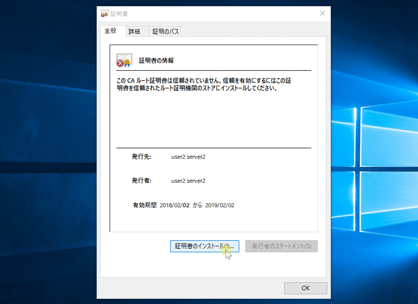 証明書
全般
詳細
証明のパス
証明書の情報
この CA ルート証明書は信頼されていません。信頼を有効にするにはこの証
明書を信頼されたルート証明機関のストアにインストールしてください。
発行先: user2 server2
発行者: user2 server2
有効期間 2018/02/02 から 2019/02/02
証明書のインストール(I)...
発行者のステートメント(S)
OK